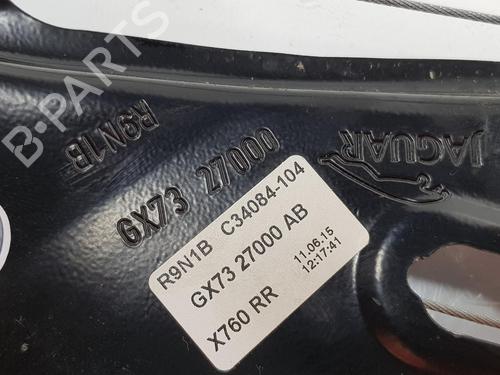 B-PARTS
R9N1B
GX73 27000
JAGUAR
R9N1B C34084-104
GX73 27000 AB
X760 RR
11.06.15
12:17:41